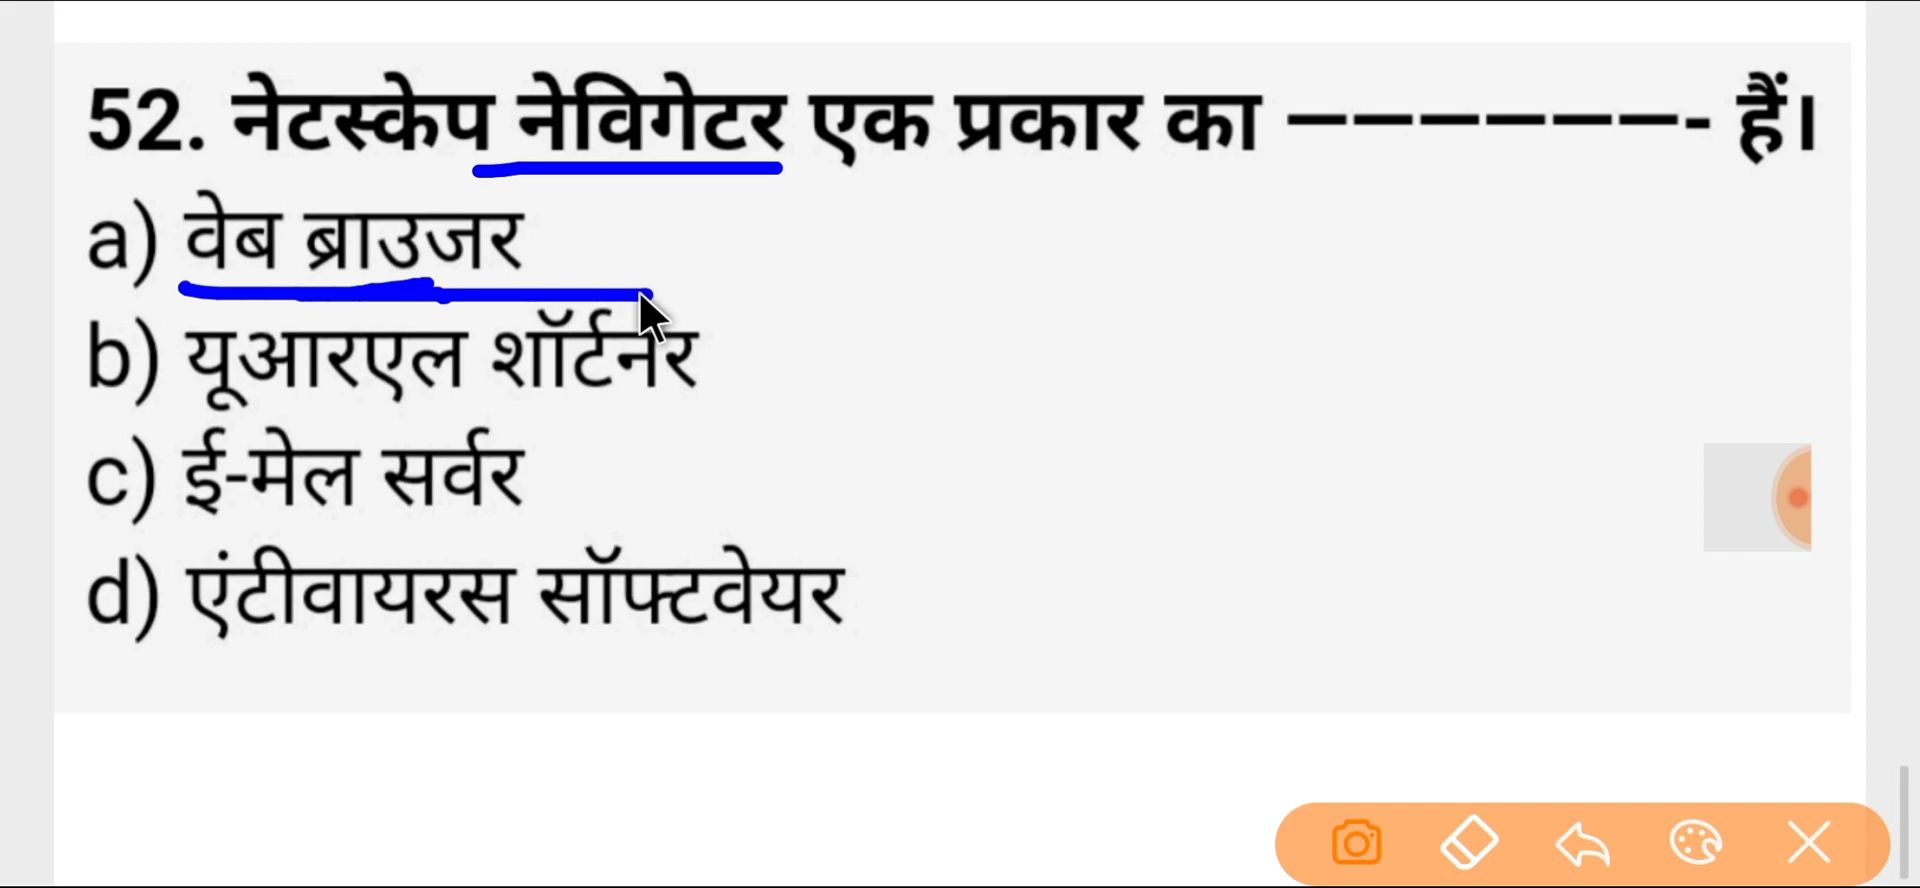 52. नेटस्केप नेविगेटर एक प्रकार का ––––––- हैं।
a) वेब ब्राउजर
b) यूआरएल शॉर्टनर
c) ई-मेल सर्वर
d) एंटीवायरस सॉफ्टवेयर